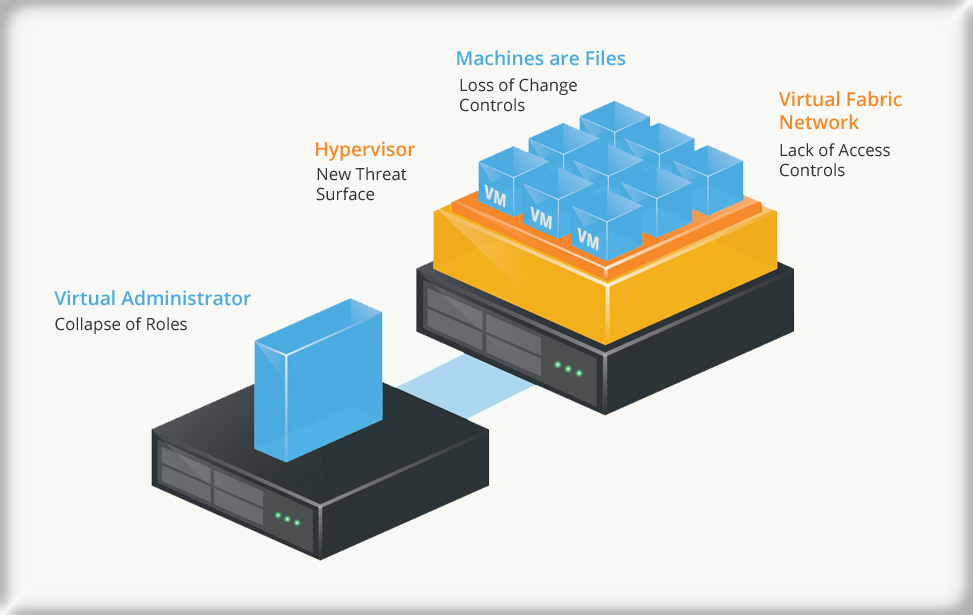 Machines are Files
Loss of Change
Controls
Virtual Fabric
Network
Lack of Access
Controls
Hypervisor
New Threat
Surface
VM
VM
VM
Virtual Administrator
Collapse of Roles